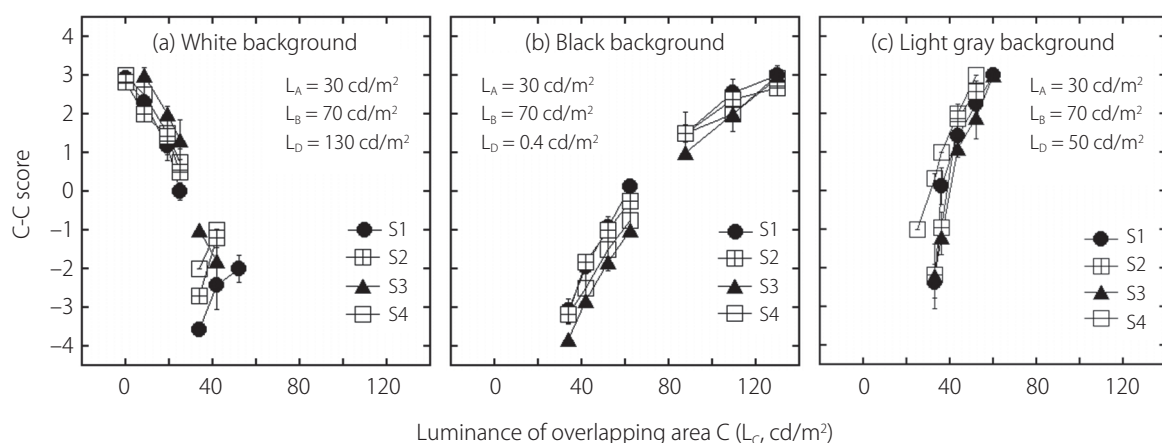 (a) White background
(b) Black background
(c) Light gray background
L_A = 30 cd/m²
L_B = 70 cd/m²
L_D = 130 cd/m²
L_A = 30 cd/m²
L_B = 70 cd/m²
L_D = 0.4 cd/m²
L_A = 30 cd/m²
L_B = 70 cd/m²
L_D = 50 cd/m²
C-C score
4
3
2
1
0
−1
−2
−3
−4
S1
S2
S3
S4
S1
S2
S3
S4
S1
S2
S3
S4
0 40 80 120
0 40 80 120
0 40 80 120
Luminance of overlapping area C (L_C, cd/m²)